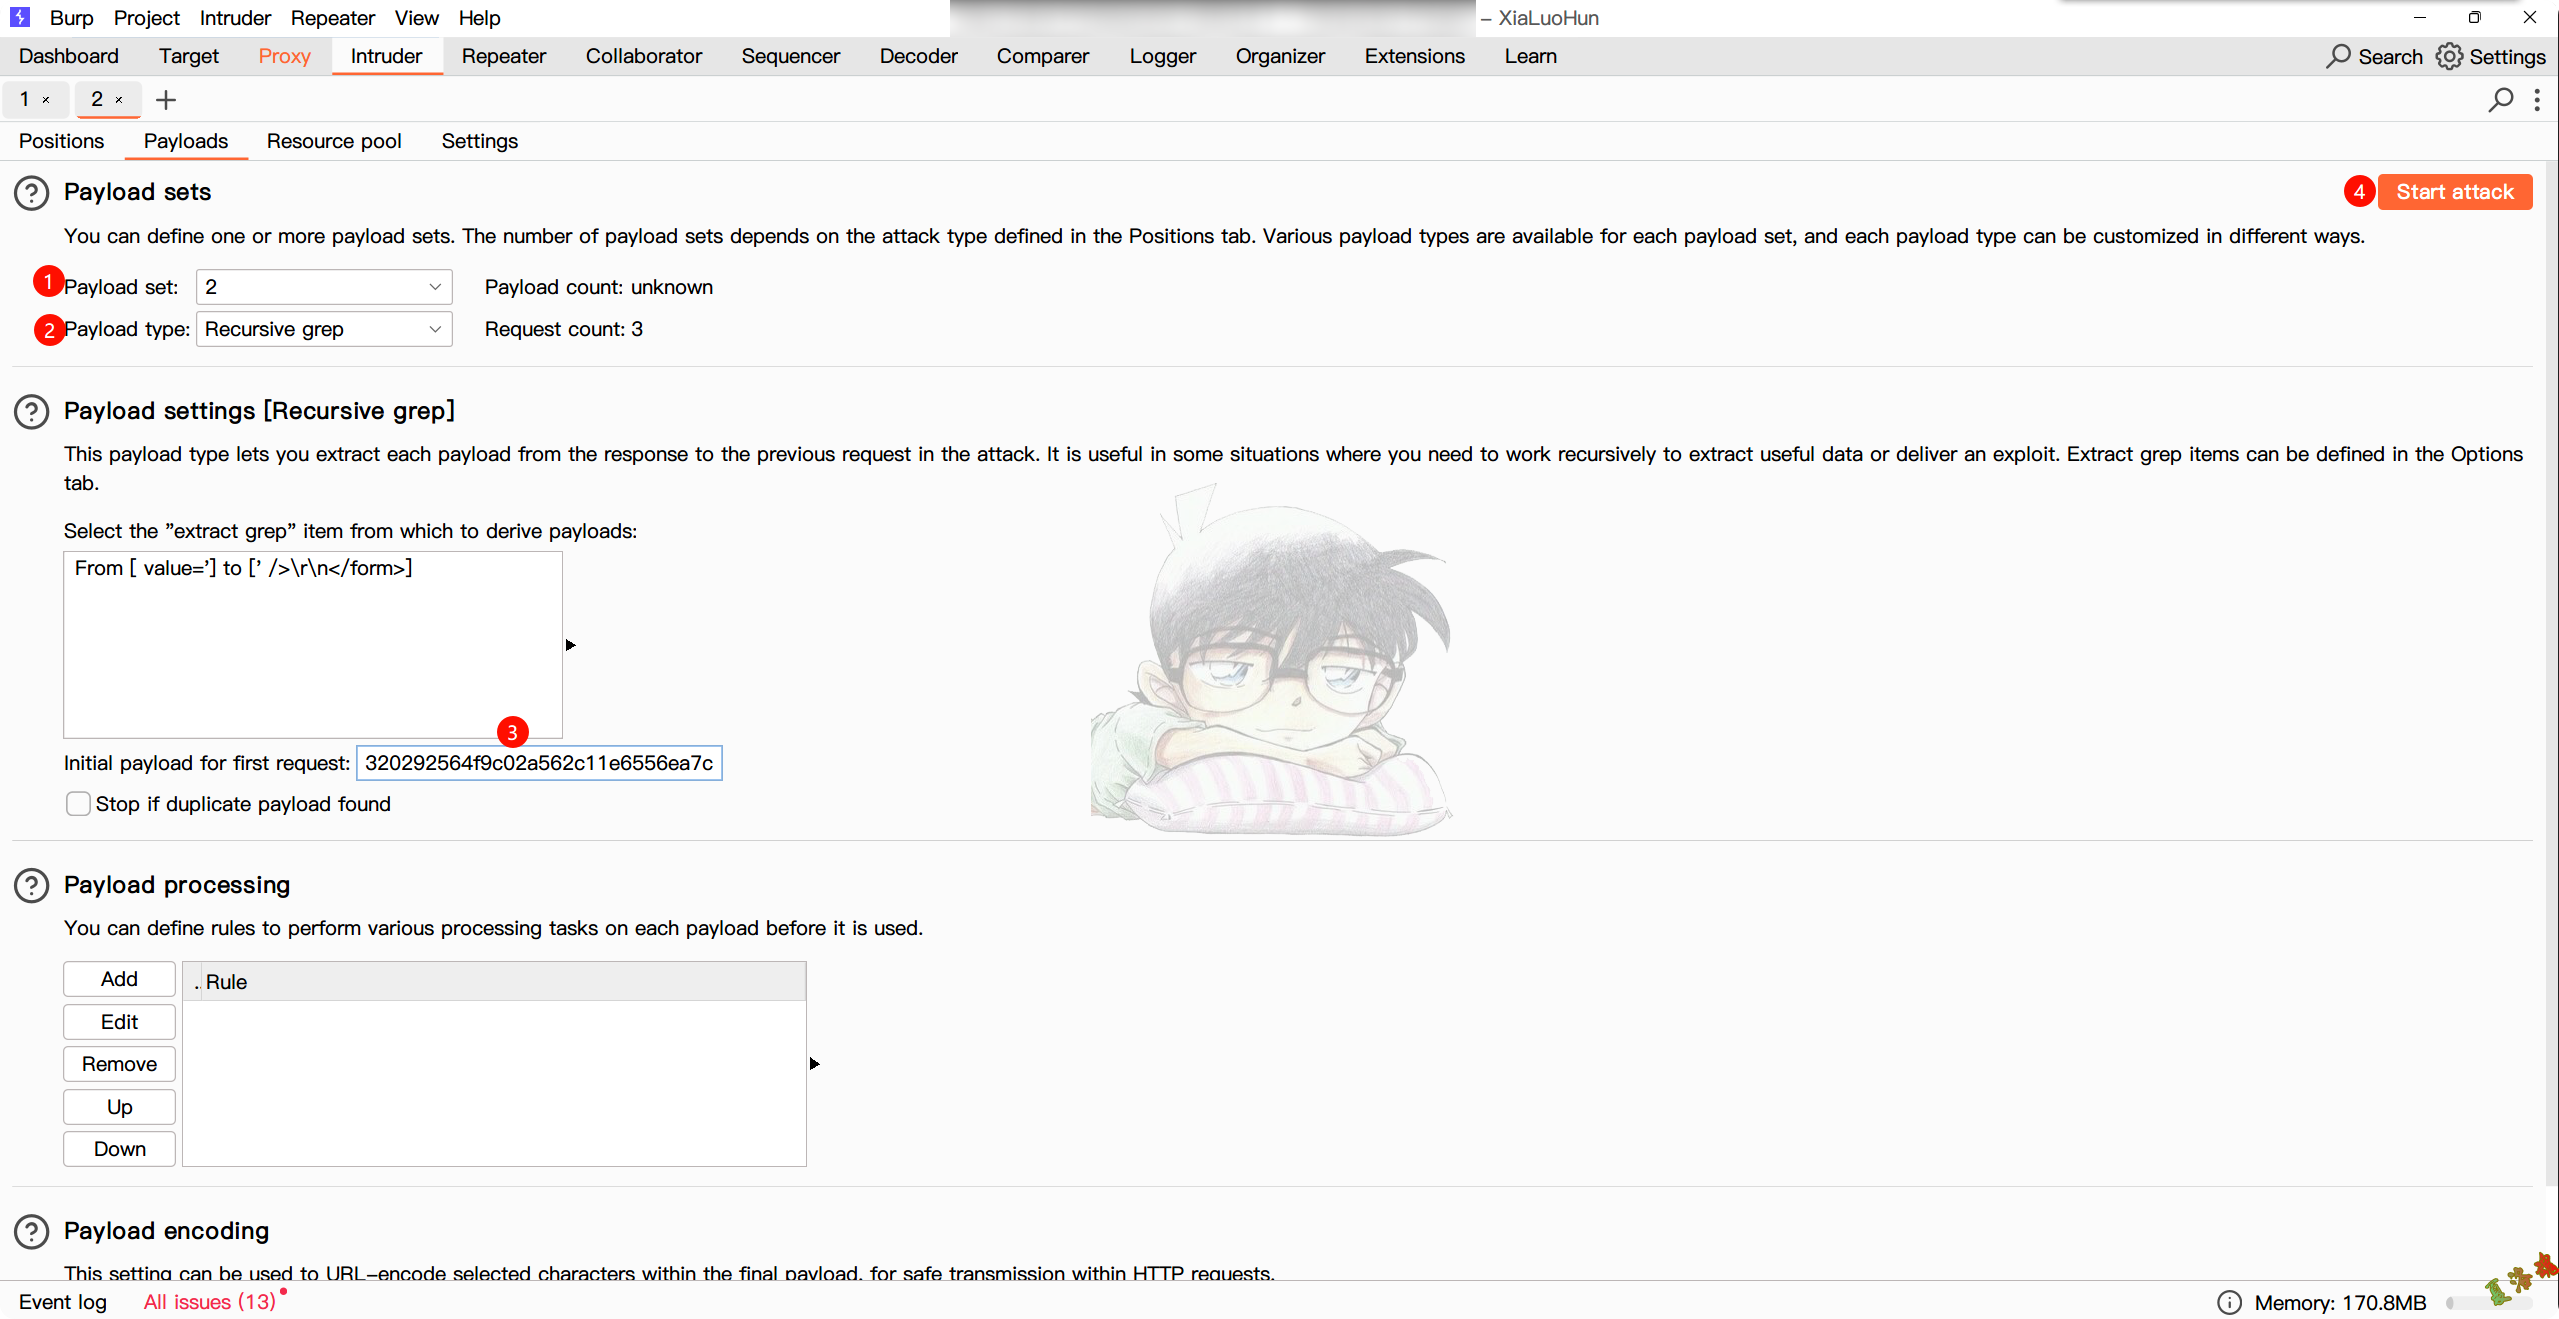 Burp Project Intruder Repeater View Help – XiaLuoHun
Dashboard Target Proxy Intruder Repeater Collaborator Sequencer Decoder Comparer Logger Organizer Extensions Learn Search Settings
1 × 2 × +
Positions Payloads Resource pool Settings
? Payload sets 4 Start attack
You can define one or more payload sets. The number of payload sets depends on the attack type defined in the Positions tab. Various payload types are available for each payload set, and each payload type can be customized in different ways.
1 Payload set: 2 Payload count: unknown
2 Payload type: Recursive grep Request count: 3
? Payload settings [Recursive grep]
This payload type lets you extract each payload from the response to the previous request in the attack. It is useful in some situations where you need to work recursively to extract useful data or deliver an exploit. Extract grep items can be defined in the Options
tab.
Select the "extract grep" item from which to derive payloads:
From [ value='] to [' />\r\n</form>]
3
Initial payload for first request: 320292564f9c02a562c11e6556ea7c
Stop if duplicate payload found
? Payload processing
You can define rules to perform various processing tasks on each payload before it is used.
Add .. Rule
Edit
Remove
Up
Down
? Payload encoding
This setting can be used to URL-encode selected characters within the final payload, for safe transmission within HTTP requests.
Event log All issues (13) Memory: 170.8MB